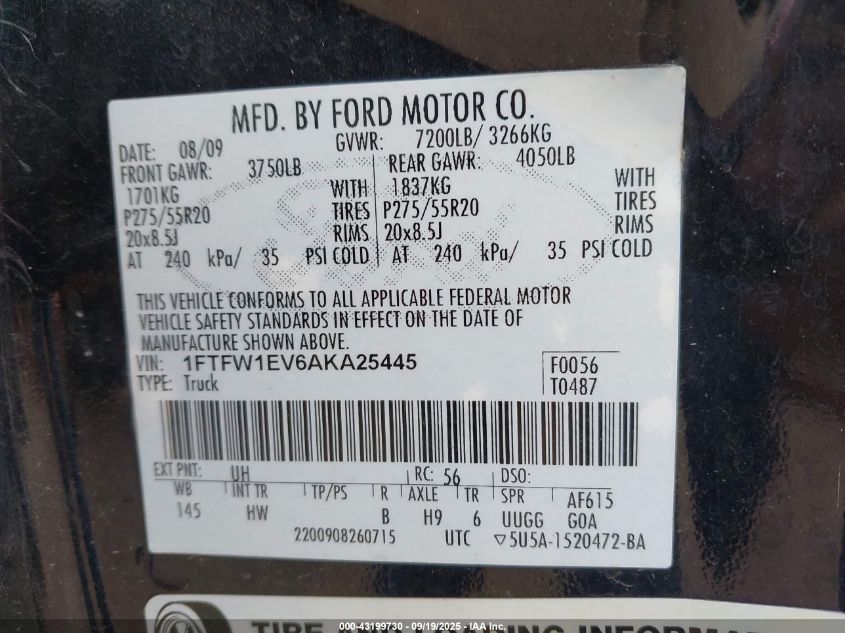 MFD. BY FORD MOTOR CO.
DATE: 08/09 GVWR: 7200LB/ 3266KG
FRONT GAWR: 3750LB REAR GAWR: 4050LB
1701KG WITH 1837KG WITH
P275/55R20 TIRES P275/55R20 TIRES
20x8.5J RIMS 20x8.5J RIMS
AT 240 kPa/ 35 PSI COLD AT 240 kPa/ 35 PSI COLD
THIS VEHICLE CONFORMS TO ALL APPLICABLE FEDERAL MOTOR
VEHICLE SAFETY STANDARDS IN EFFECT ON THE DATE OF
MANUFACTURE SHOWN ABOVE.
VIN: 1FTFW1EV6AKA25445 F0056
TYPE: Truck T0487
EXT PNT: UH RC: 56 DSO:
WB INT TR TP/PS R AXLE TR SPR AF615
145 HW B H9 6 UUGG GOA
2200908260715 UTC ▽5U5A-1520472-BA
000-43199730 - 09/19/2025 - IAA Inc.